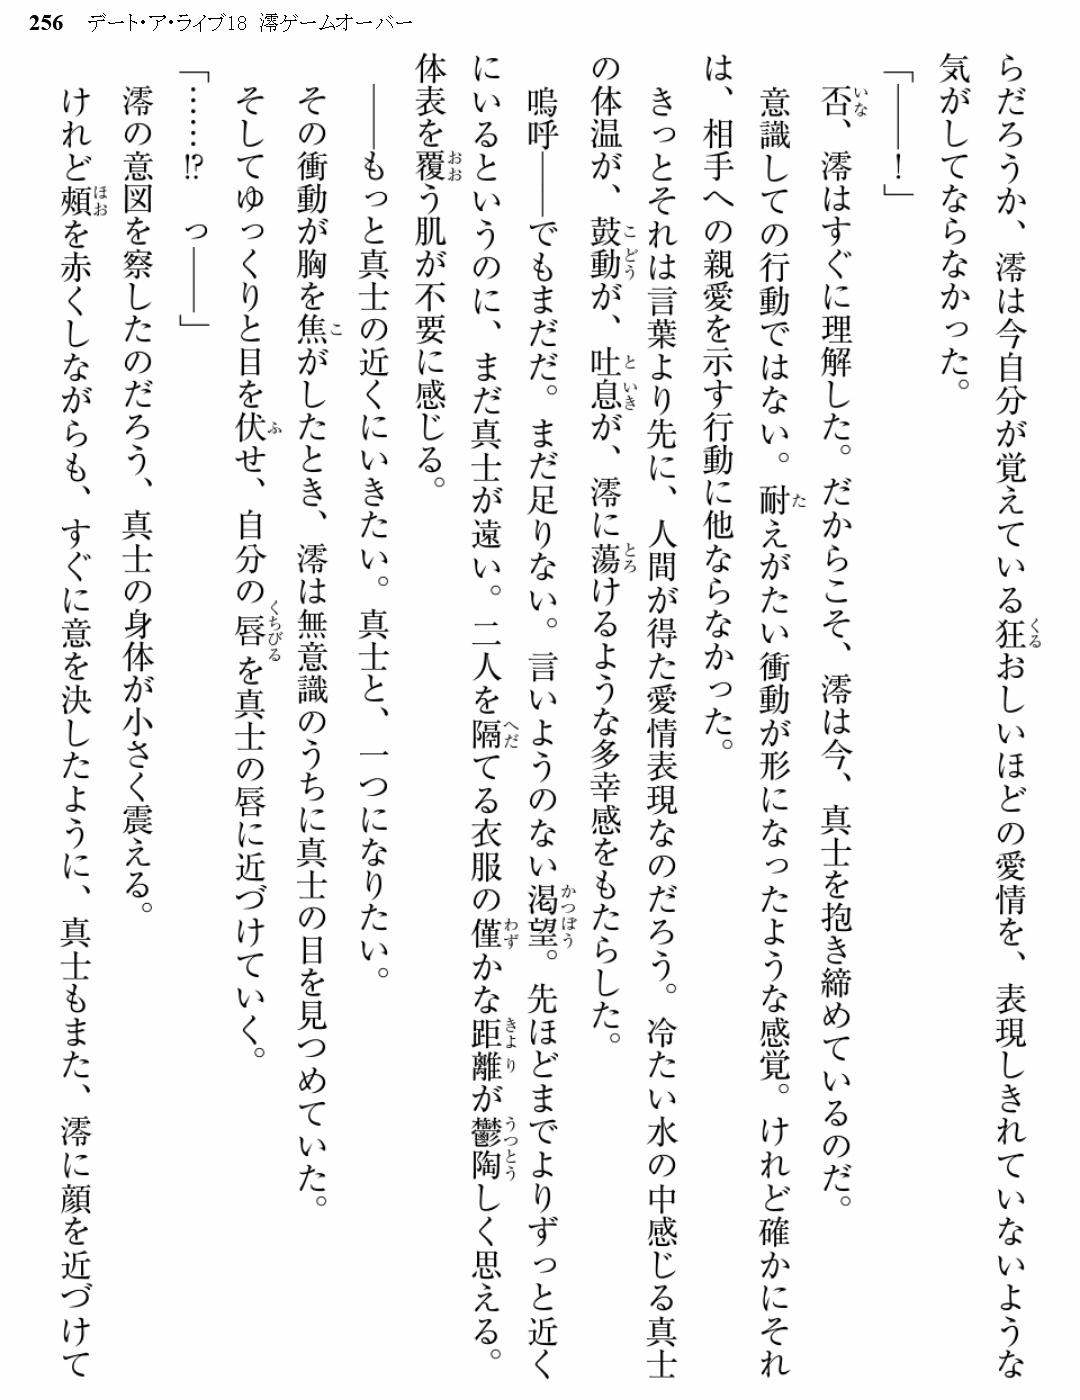 256 デート・ア・ライブ18 澪ゲームオーバー
らだろうか、澪は今自分が覚えている狂おしいほどの愛情を、表現しきれていないような
気がしてならなかった。
「――！」
否、澪はすぐに理解した。だからこそ、澪は今、真士を抱き締めているのだ。
意識しての行動ではない。耐えがたい衝動が形になったような感覚。けれど確かにそれ
は、相手への親愛を示す行動に他ならなかった。
きっとそれは言葉より先に、人間が得た愛情表現なのだろう。冷たい水の中感じる真士
の体温が、鼓動が、吐息が、澪に蕩けるような多幸感をもたらした。
嗚呼――でもまだだ。まだ足りない。言いようのない渇望。先ほどまでよりずっと近く
にいるというのに、まだ真士が遠い。二人を隔てる衣服の僅かな距離が鬱陶しく思える。
体表を覆う肌が不要に感じる。
――もっと真士の近くにいきたい。真士と、一つになりたい。
その衝動が胸を焦がしたとき、澪は無意識のうちに真士の目を見つめていた。
そしてゆっくりと目を伏せ、自分の唇を真士の唇に近づけていく。
「……!?　っ――」
澪の意図を察したのだろう、真士の身体が小さく震える。
けれど頰を赤くしながらも、すぐに意を決したように、真士もまた、澪に顔を近づけて